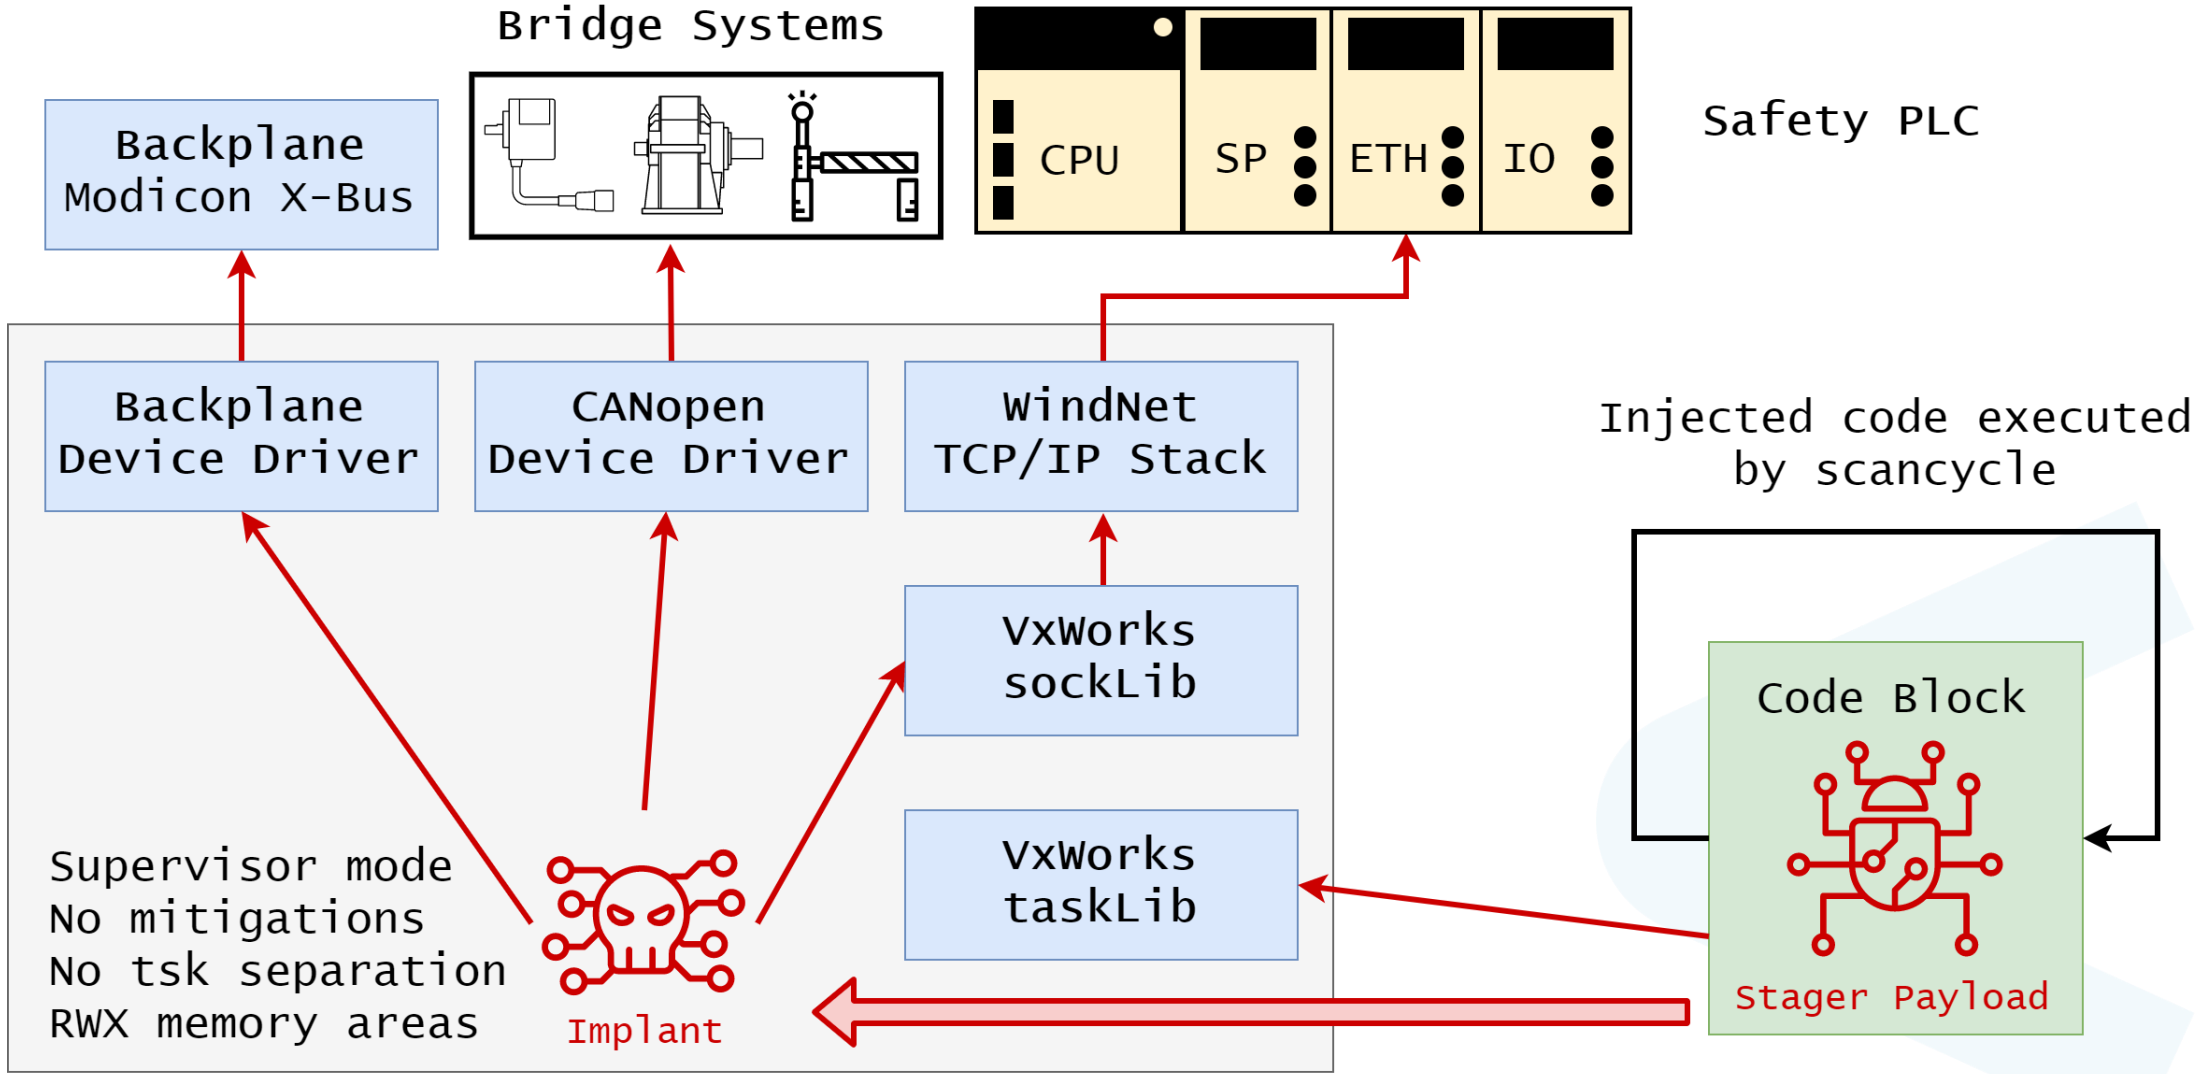 Bridge Systems
Backplane
Modicon X-Bus
CPU
SP
ETH
IO
Safety PLC
Backplane
Device Driver
CANopen
Device Driver
WindNet
TCP/IP Stack
Injected code executed
by scancycle
VxWorks
sockLib
Code Block
VxWorks
taskLib
Supervisor mode
No mitigations
No tsk separation
RWX memory areas
Implant
Stager Payload